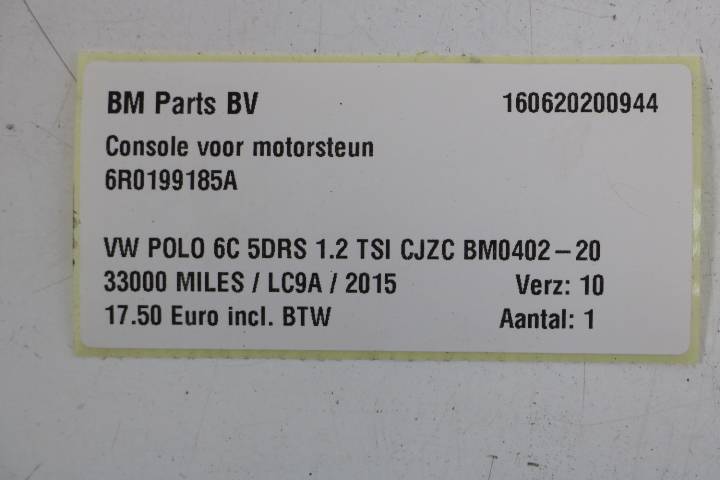 BM Parts BV 160620200944
Console voor motorsteun
6R0199185A
VW POLO 6C 5DRS 1.2 TSI CJZC BM0402-20
33000 MILES / LC9A / 2015 Verz: 10
17.50 Euro incl. BTW Aantal: 1